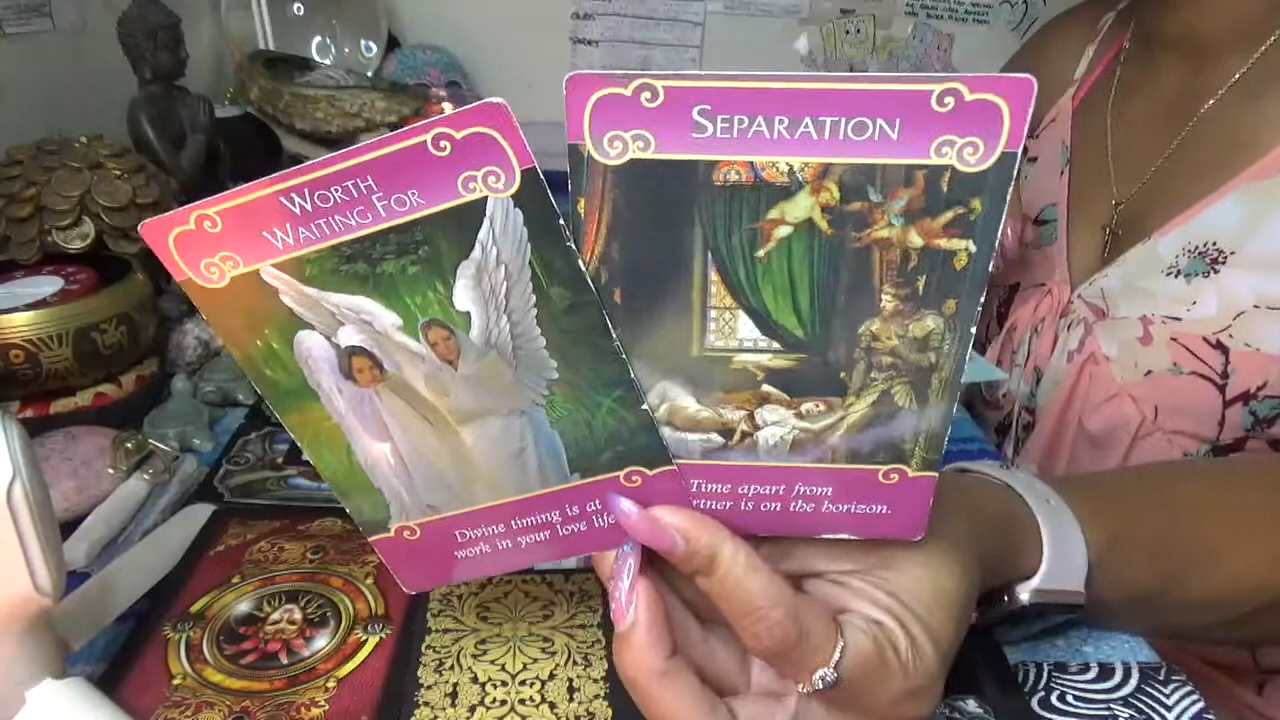 WORTH
WAITING FOR
Divine timing is at
work in your love life
SEPARATION
Time apart from
is on the horizon.